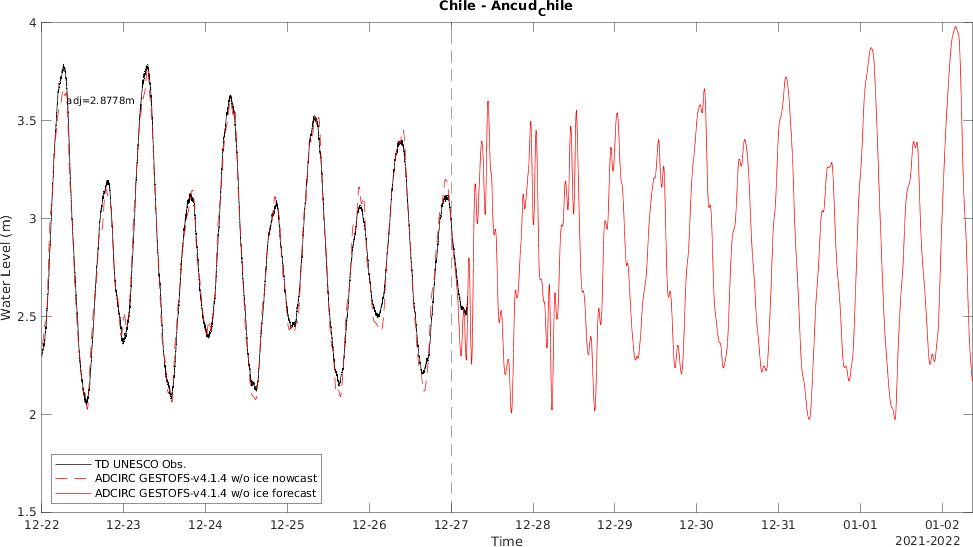 Chile - Ancud_Chile
4
3.5
3
2.5
2
1.5
Water Level (m)
adj=2.8778m
TD UNESCO Obs.
ADCIRC GESTOFS-v4.1.4 w/o ice nowcast
ADCIRC GESTOFS-v4.1.4 w/o ice forecast
12-22 12-23 12-24 12-25 12-26 12-27 12-28 12-29 12-30 12-31 01-01 01-02
Time
2021-2022